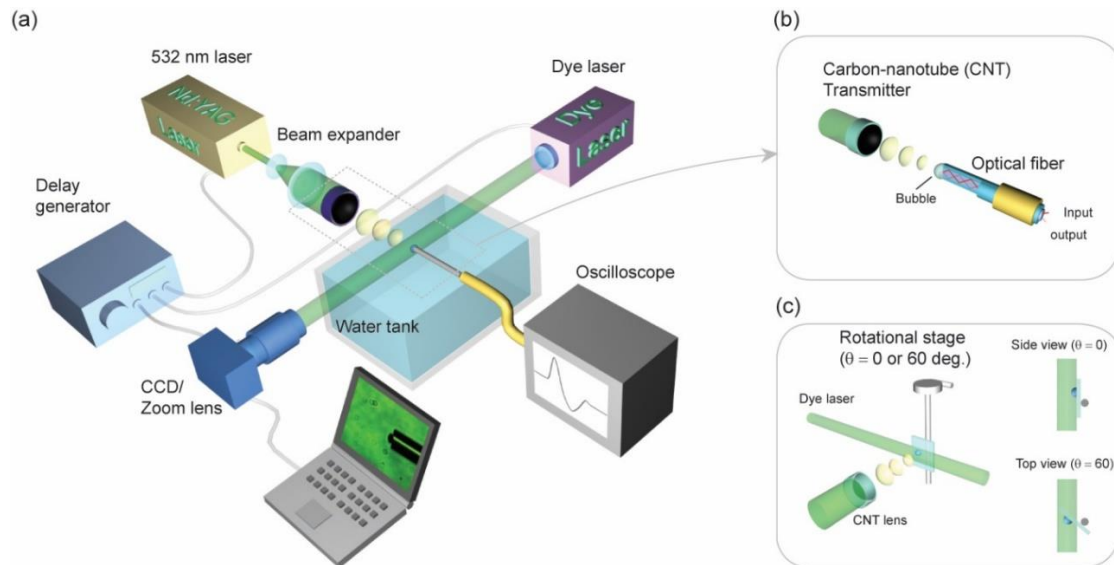 (a)
532 nm laser
Nd:YAG
Laser
Beam expander
Dye laser
Dye
Laser
Delay
generator
Water tank
Oscilloscope
CCD/
Zoom lens
(b)
Carbon-nanotube (CNT)
Transmitter
Optical fiber
Bubble
Input
output
(c)
Rotational stage
(θ = 0 or 60 deg.)
Side view (θ = 0)
Dye laser
Top view (θ = 60)
CNT lens